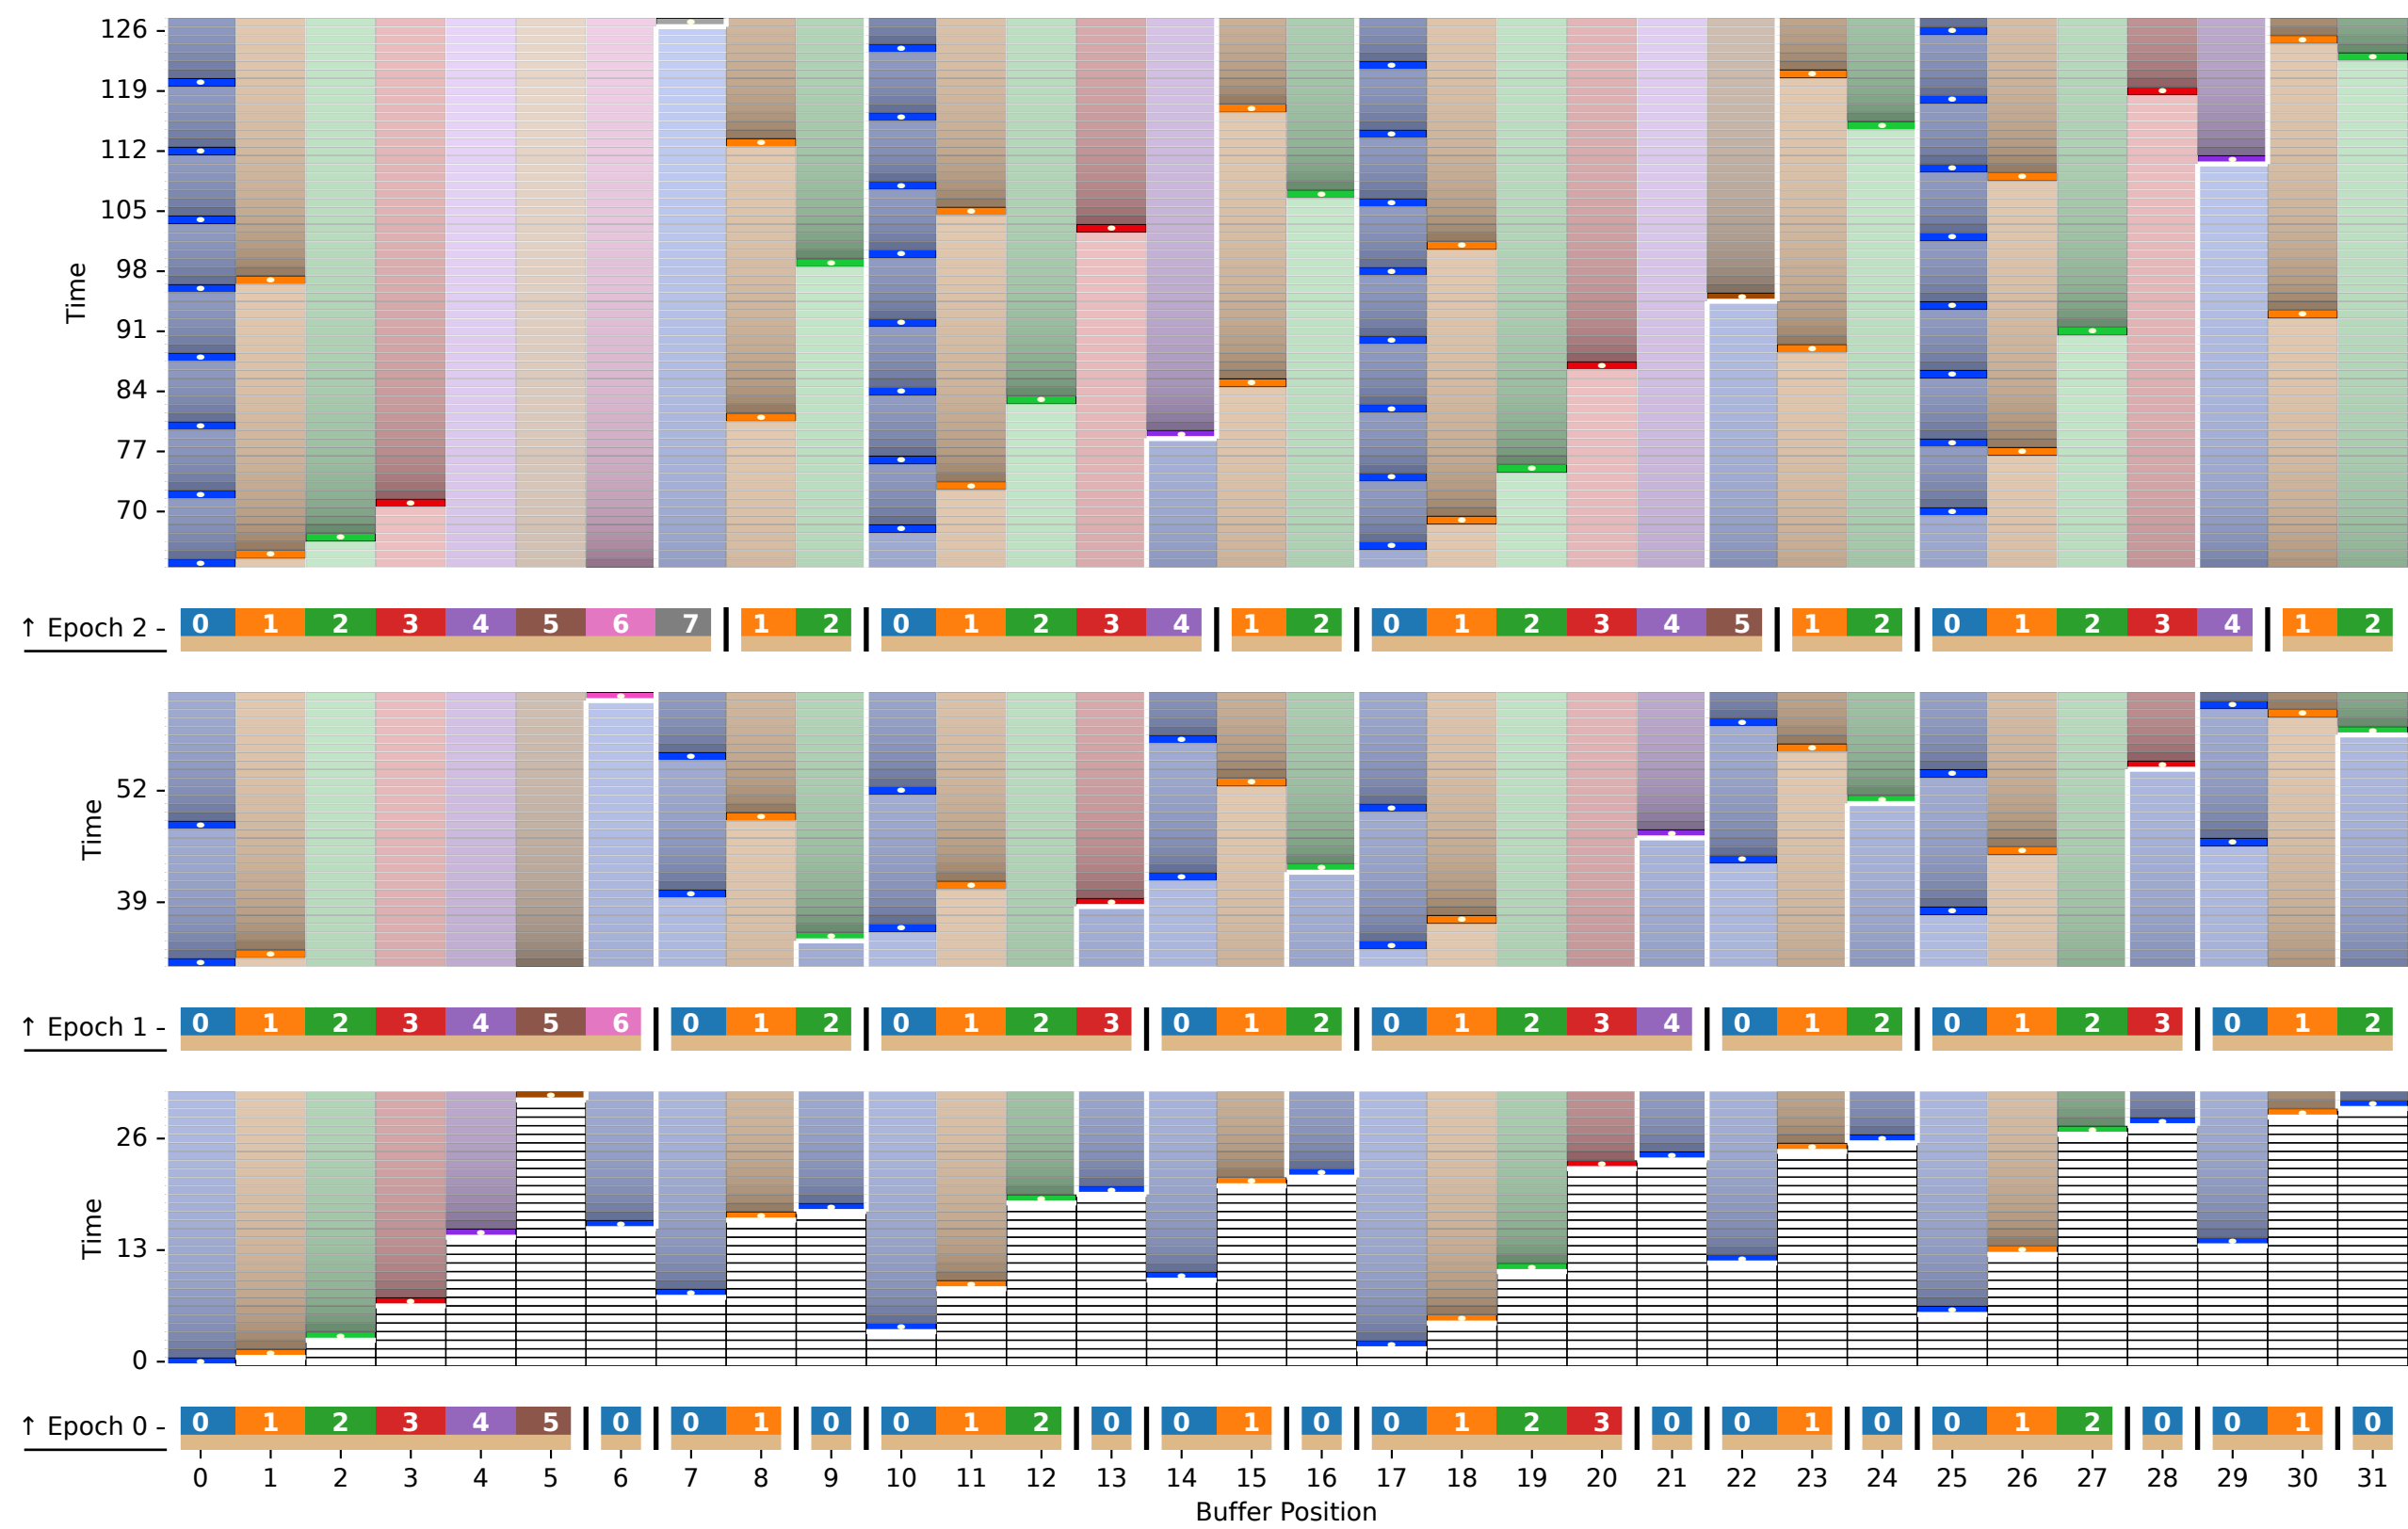 126
119
112
105
98
91
84
77
70
Time
↑ Epoch 2
0 1 2 3 4 5 6 7 1 2 0 1 2 3 4 1 2 0 1 2 3 4 5 1 2 0 1 2 3 4 1 2
52
39
Time
↑ Epoch 1
0 1 2 3 4 5 6 0 1 2 0 1 2 3 0 1 2 0 1 2 3 4 0 1 2 0 1 2 3 0 1 2
26
13
0
Time
↑ Epoch 0
0 1 2 3 4 5 0 0 1 0 0 1 2 0 0 1 0 0 1 2 3 0 0 1 0 0 1 2 0 0 1 0
0 1 2 3 4 5 6 7 8 9 10 11 12 13 14 15 16 17 18 19 20 21 22 23 24 25 26 27 28 29 30 31
Buffer Position